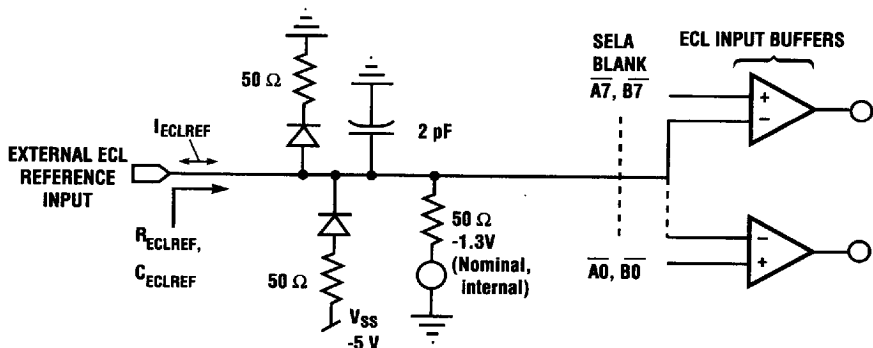 SELA
BLANK
A7, B7
ECL INPUT BUFFERS
50 Ω
2 pF
I_ECLREF
EXTERNAL ECL
REFERENCE
INPUT
+
−
R_ECLREF,
C_ECLREF
50 Ω
-1.3V
(Nominal,
internal)
50 Ω
V_SS
-5 V
A0, B0
−
+